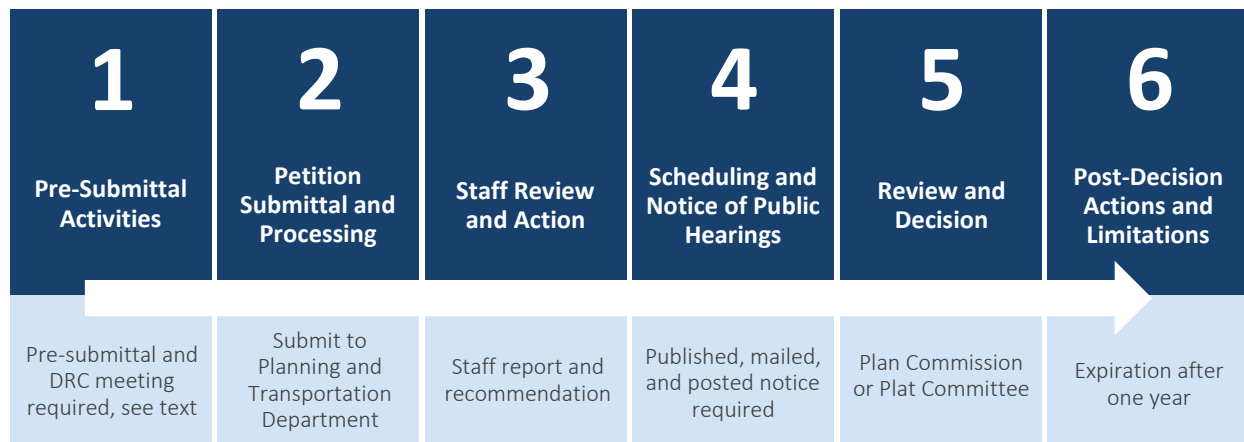 1
Pre-Submittal
Activities
Pre-submittal and
DRC meeting
required, see text
2
Petition
Submittal and
Processing
Submit to
Planning and
Transportation
Department
3
Staff Review
and Action
Staff report and
recommendation
4
Scheduling and
Notice of Public
Hearings
Published, mailed,
and posted notice
required
5
Review and
Decision
Plan Commission
or Plat Committee
6
Post-Decision
Actions and
Limitations
Expiration after
one year